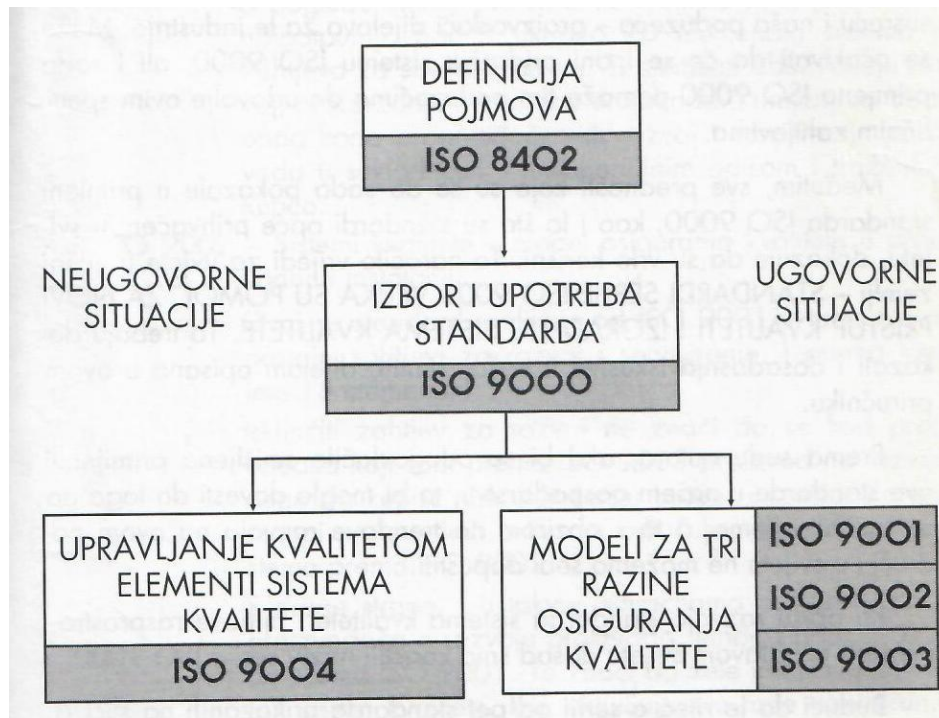 DEFINICIJA
POJMOVA
ISO 8402
NEUGOVORNE
SITUACIJE
IZBOR I UPOTREBA
STANDARDA
ISO 9000
UGOVORNE
SITUACIJE
UPRAVLJANJE KVALITETOM
ELEMENTI SISTEMA
KVALITETE
ISO 9004
MODELI ZA TRI
RAZINE
OSIGURANJA
KVALITETE
ISO 9001
ISO 9002
ISO 9003